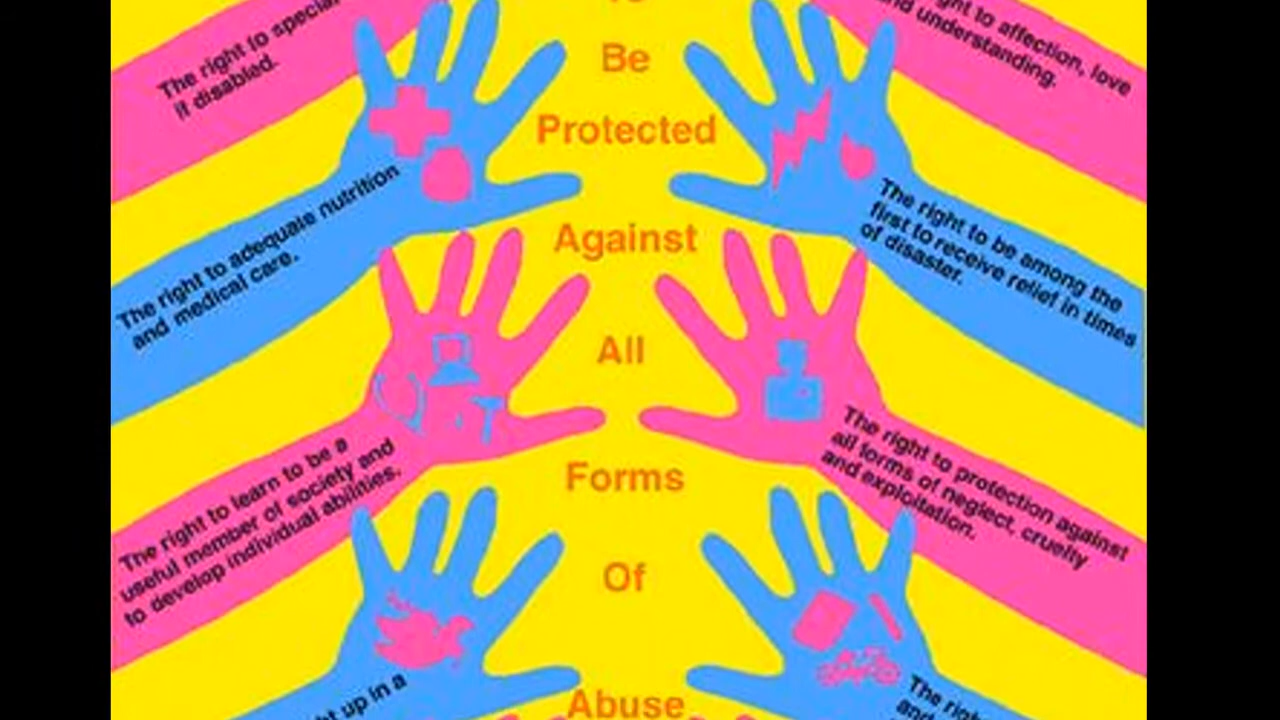 The right to special
if disabled.
right to affection, love
and understanding.
Be
Protected
Against
All
Forms
Of
Abuse
The right to adequate nutrition
and medical care.
The right to be among the
first to receive relief in times
of disaster.
The right to learn to be a
useful member of society and
to develop individual abilities.
The right to protection against
all forms of neglect, cruelty
and exploitation.
up in a
The